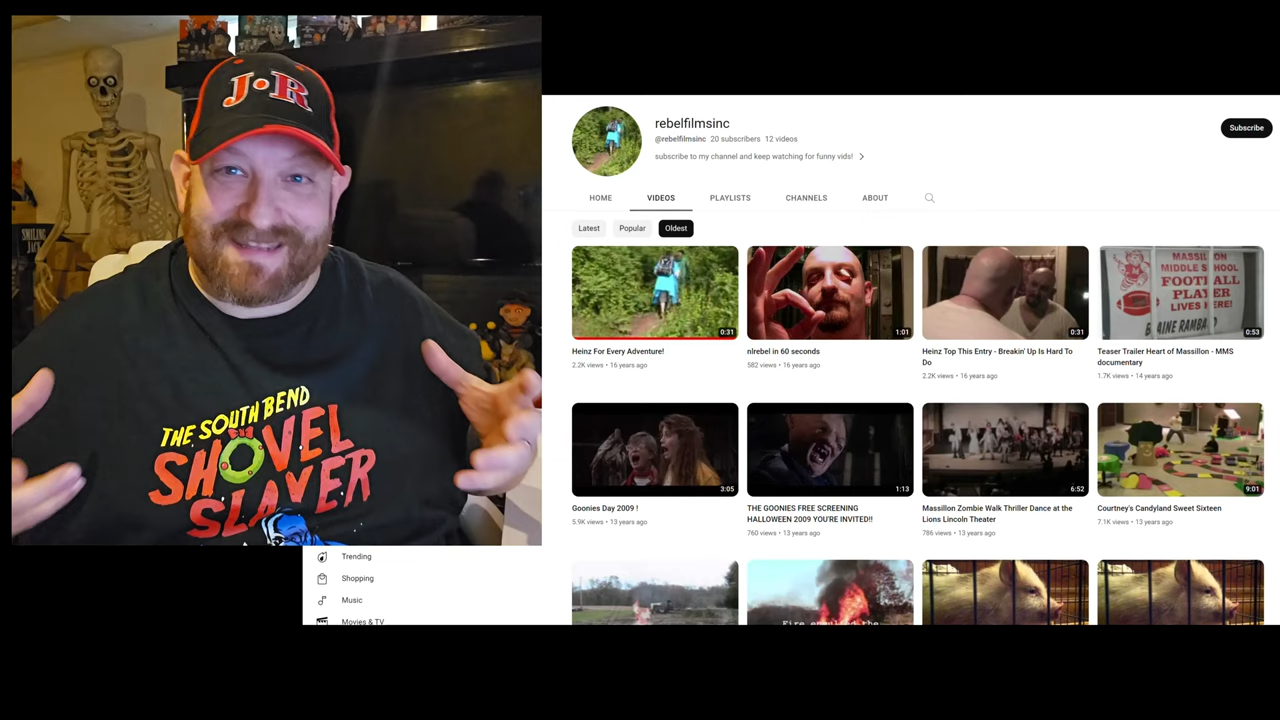 J•R
SMILING
JACK
THE SOUTH BEND
SHOVEL
SLAYER
rebelfilmsinc
@rebelfilmsinc 20 subscribers 12 videos
subscribe to my channel and keep watching for funny vids!
Subscribe
HOME VIDEOS PLAYLISTS CHANNELS ABOUT
Latest Popular Oldest
MASSILLON
MIDDLE SCHOOL
FOOTBALL
PLAYER
LIVES HERE!
0:31
1:01
0:31
0:53
Heinz For Every Adventure!
2.2K views • 16 years ago
nlrebel in 60 seconds
582 views • 16 years ago
Heinz Top This Entry - Breakin' Up Is Hard To
Do
2.2K views • 16 years ago
Teaser Trailer Heart of Massillon - MMS
documentary
1.7K views • 14 years ago
3:05
1:13
6:52
9:01
Goonies Day 2009 !
5.9K views • 13 years ago
THE GOONIES FREE SCREENING
HALLOWEEN 2009 YOU'RE INVITED!!
760 views • 13 years ago
Massillon Zombie Walk Thriller Dance at the
Lions Lincoln Theater
786 views • 13 years ago
Courtney's Candyland Sweet Sixteen
7.1K views • 13 years ago
Trending
Shopping
Music
Movies & TV